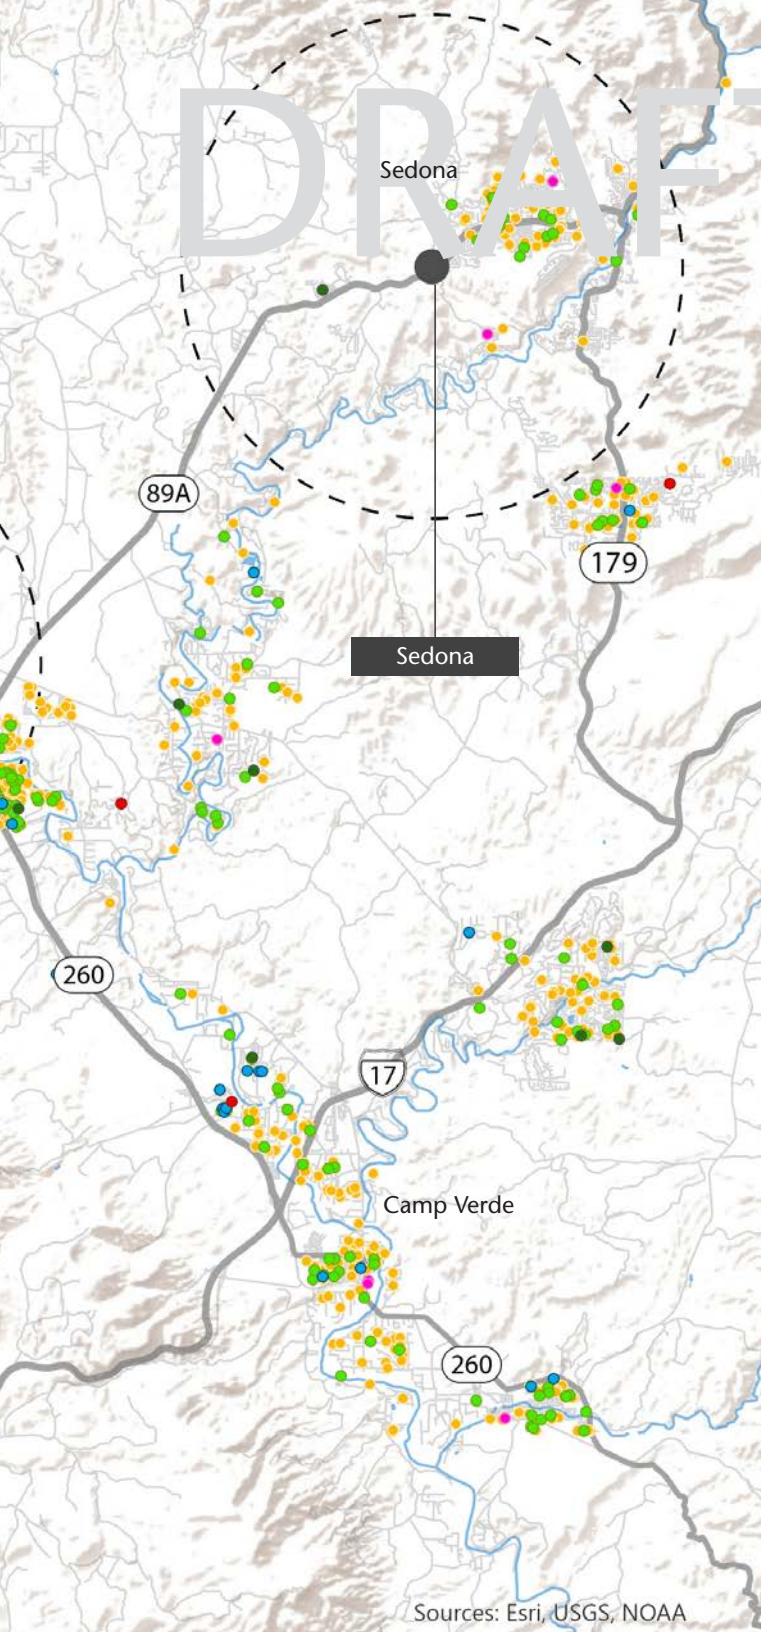 DRAFT
Sedona
89A
179
Sedona
260
17
Camp Verde
260
Sources: Esri, USGS, NOAA